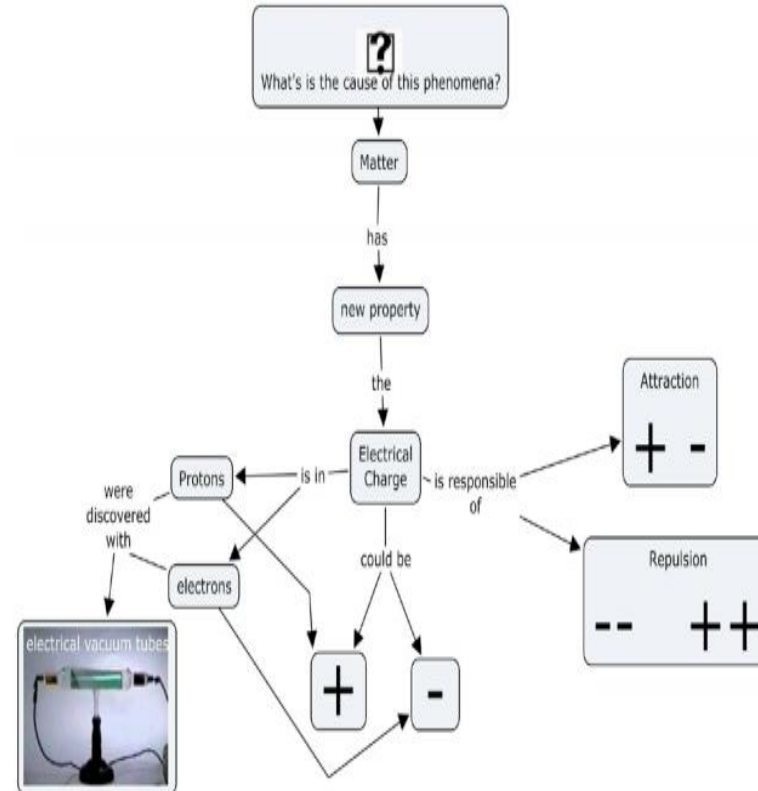 ?
What's is the cause of this phenomena?
Matter
has
new property
the
Electrical
Charge
is in
Protons
electrons
were
discovered
with
electrical vacuum tubes
could be
+
-
is responsible
of
Attraction
+ -
Repulsion
-- ++